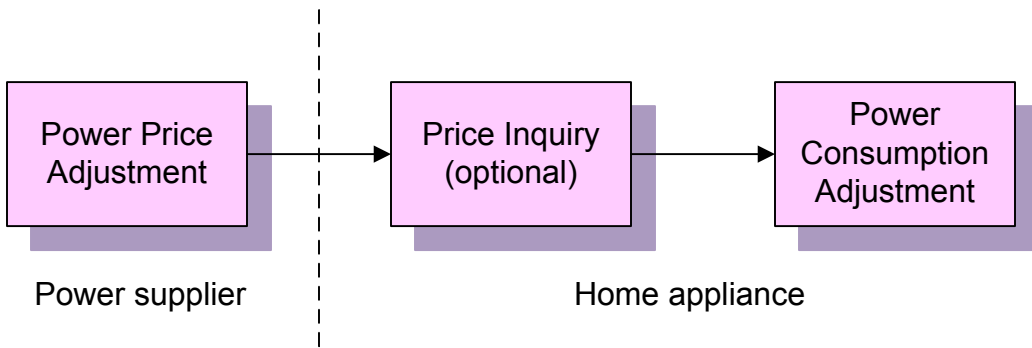 Power Price
Adjustment
Price Inquiry
(optional)
Power
Consumption
Adjustment
Power supplier
Home appliance